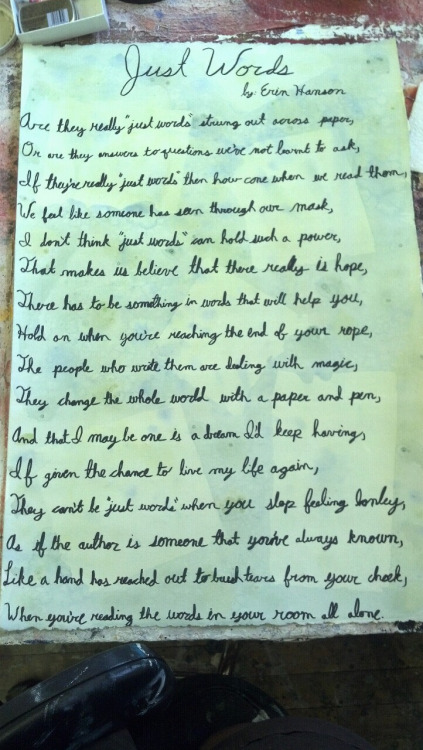 Just Words
by: Erin Hanson
Are they really "just words" strung out across paper,
Or are they answers to questions we've not learnt to ask,
If they're really "just words" then how come when we read them,
We feel like someone has seen through our mask,
I don't think "just words" can hold such a power,
That makes us believe that there really is hope,
There has to be something in words that will help you,
Hold on when you're reaching the end of your rope,
The people who write them are dealing with magic,
They change the whole world with a paper and pen,
And that I may be one is a dream I'd keep having,
If given the chance to live my life again,
They can't be "just words" when you stop feeling lonley,
As if the author is someone that you've always known,
Like a hand has reached out to brush tears from your cheek,
When you're reading the words in your room all alone.